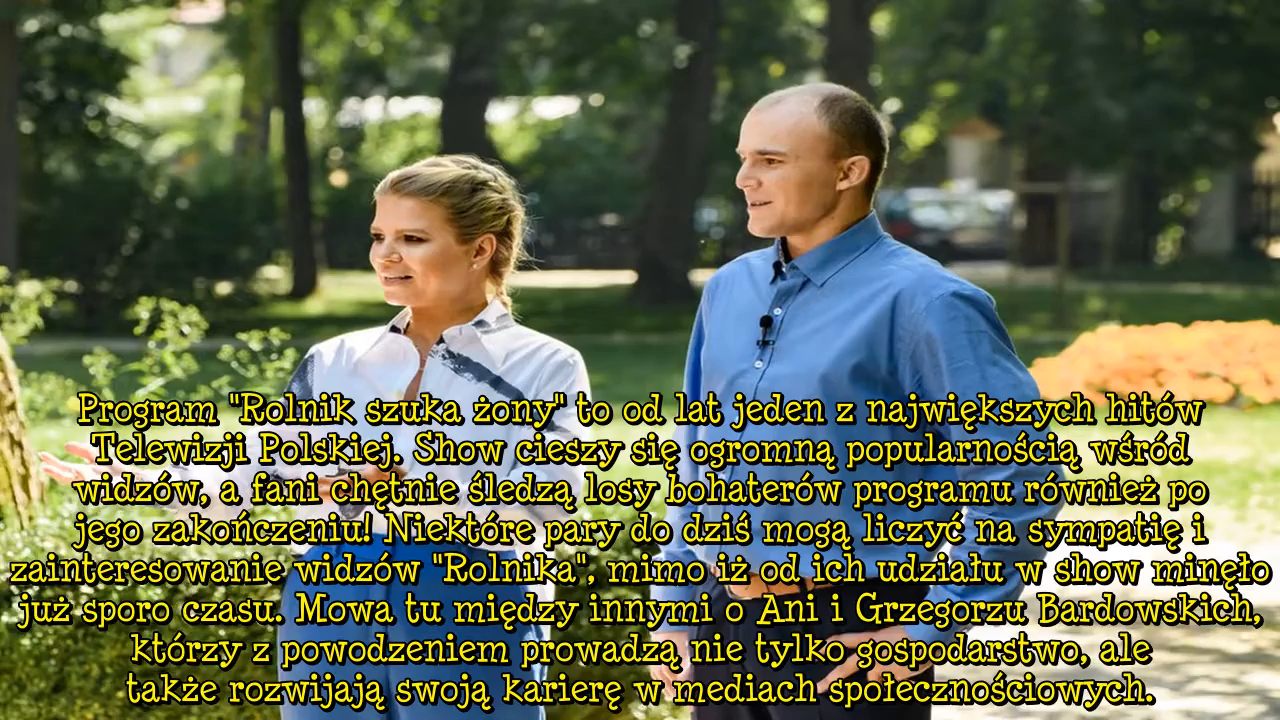 Program "Rolnik szuka żony" to od lat jeden z największych hitów
Telewizji Polskiej. Show cieszy się ogromną popularnością wśród
widzów, a fani chętnie śledzą losy bohaterów programu również po
jego zakończeniu! Niektóre pary do dziś mogą liczyć na sympatię i
zainteresowanie widzów "Rolnika", mimo iż od ich udziału w show minęło
już sporo czasu. Mowa tu między innymi o Ani i Grzegorzu Bardowskich,
którzy z powodzeniem prowadzą nie tylko gospodarstwo, ale
także rozwijają swoją karierę w mediach społecznościowych.